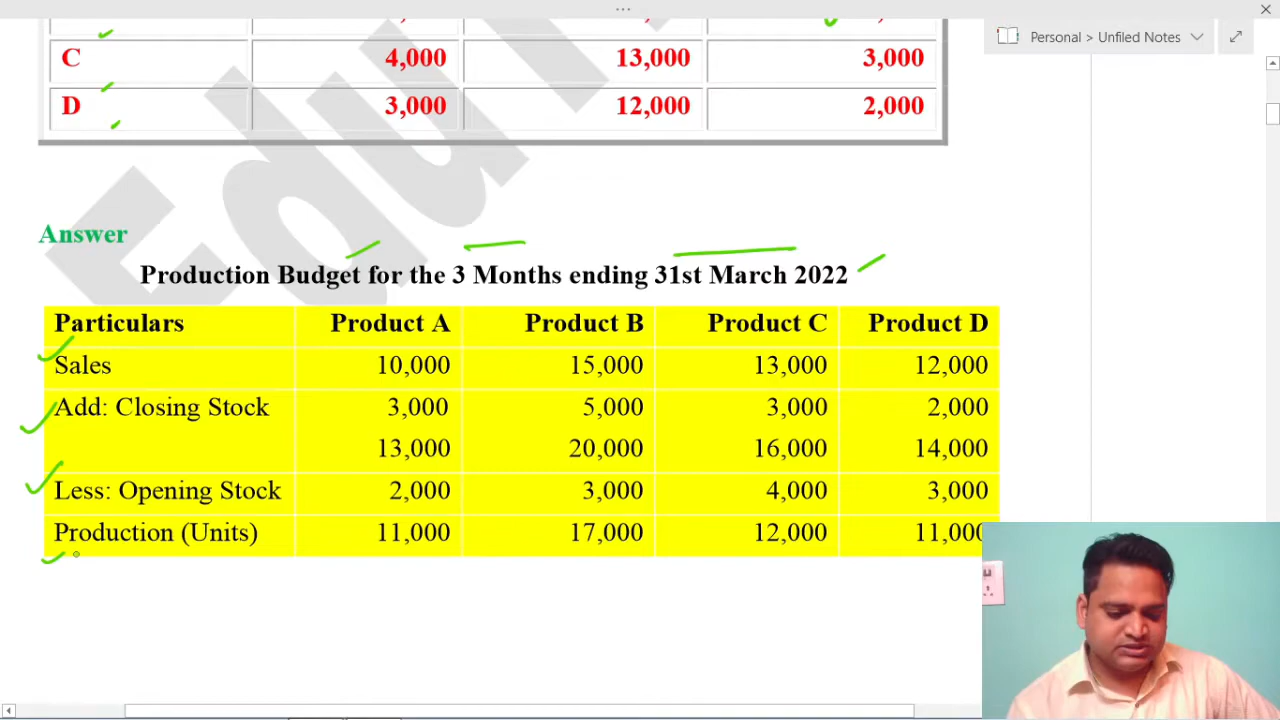 Personal > Unfiled Notes
C 4,000 13,000 3,000
D 3,000 12,000 2,000
Answer
Production Budget for the 3 Months ending 31st March 2022
Particulars Product A Product B Product C Product D
Sales 10,000 15,000 13,000 12,000
Add: Closing Stock 3,000 5,000 3,000 2,000
13,000 20,000 16,000 14,000
Less: Opening Stock 2,000 3,000 4,000 3,000
Production (Units) 11,000 17,000 12,000 11,000